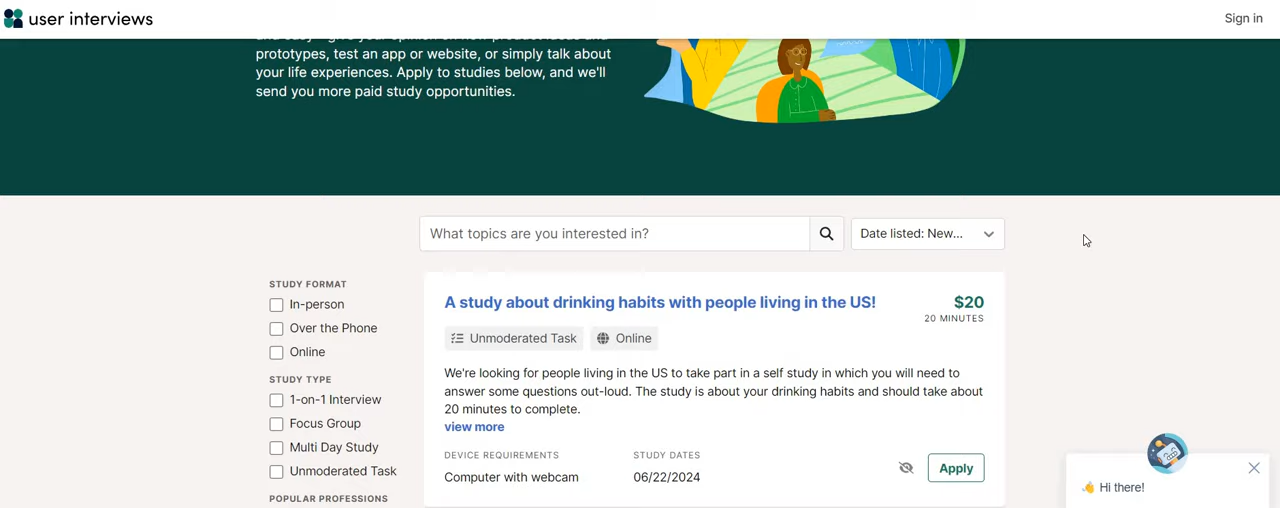 user interviews
Sign in
prototypes, test an app or website, or simply talk about
your life experiences. Apply to studies below, and we'll
send you more paid study opportunities.
What topics are you interested in?
Date listed: New...
STUDY FORMAT
In-person
Over the Phone
Online
STUDY TYPE
1-on-1 Interview
Focus Group
Multi Day Study
Unmoderated Task
POPULAR PROFESSIONS
A study about drinking habits with people living in the US!
$20
20 MINUTES
Unmoderated Task
Online
We're looking for people living in the US to take part in a self study in which you will need to
answer some questions out-loud. The study is about your drinking habits and should take about
20 minutes to complete.
view more
DEVICE REQUIREMENTS
Computer with webcam
STUDY DATES
06/22/2024
Apply
👋 Hi there!